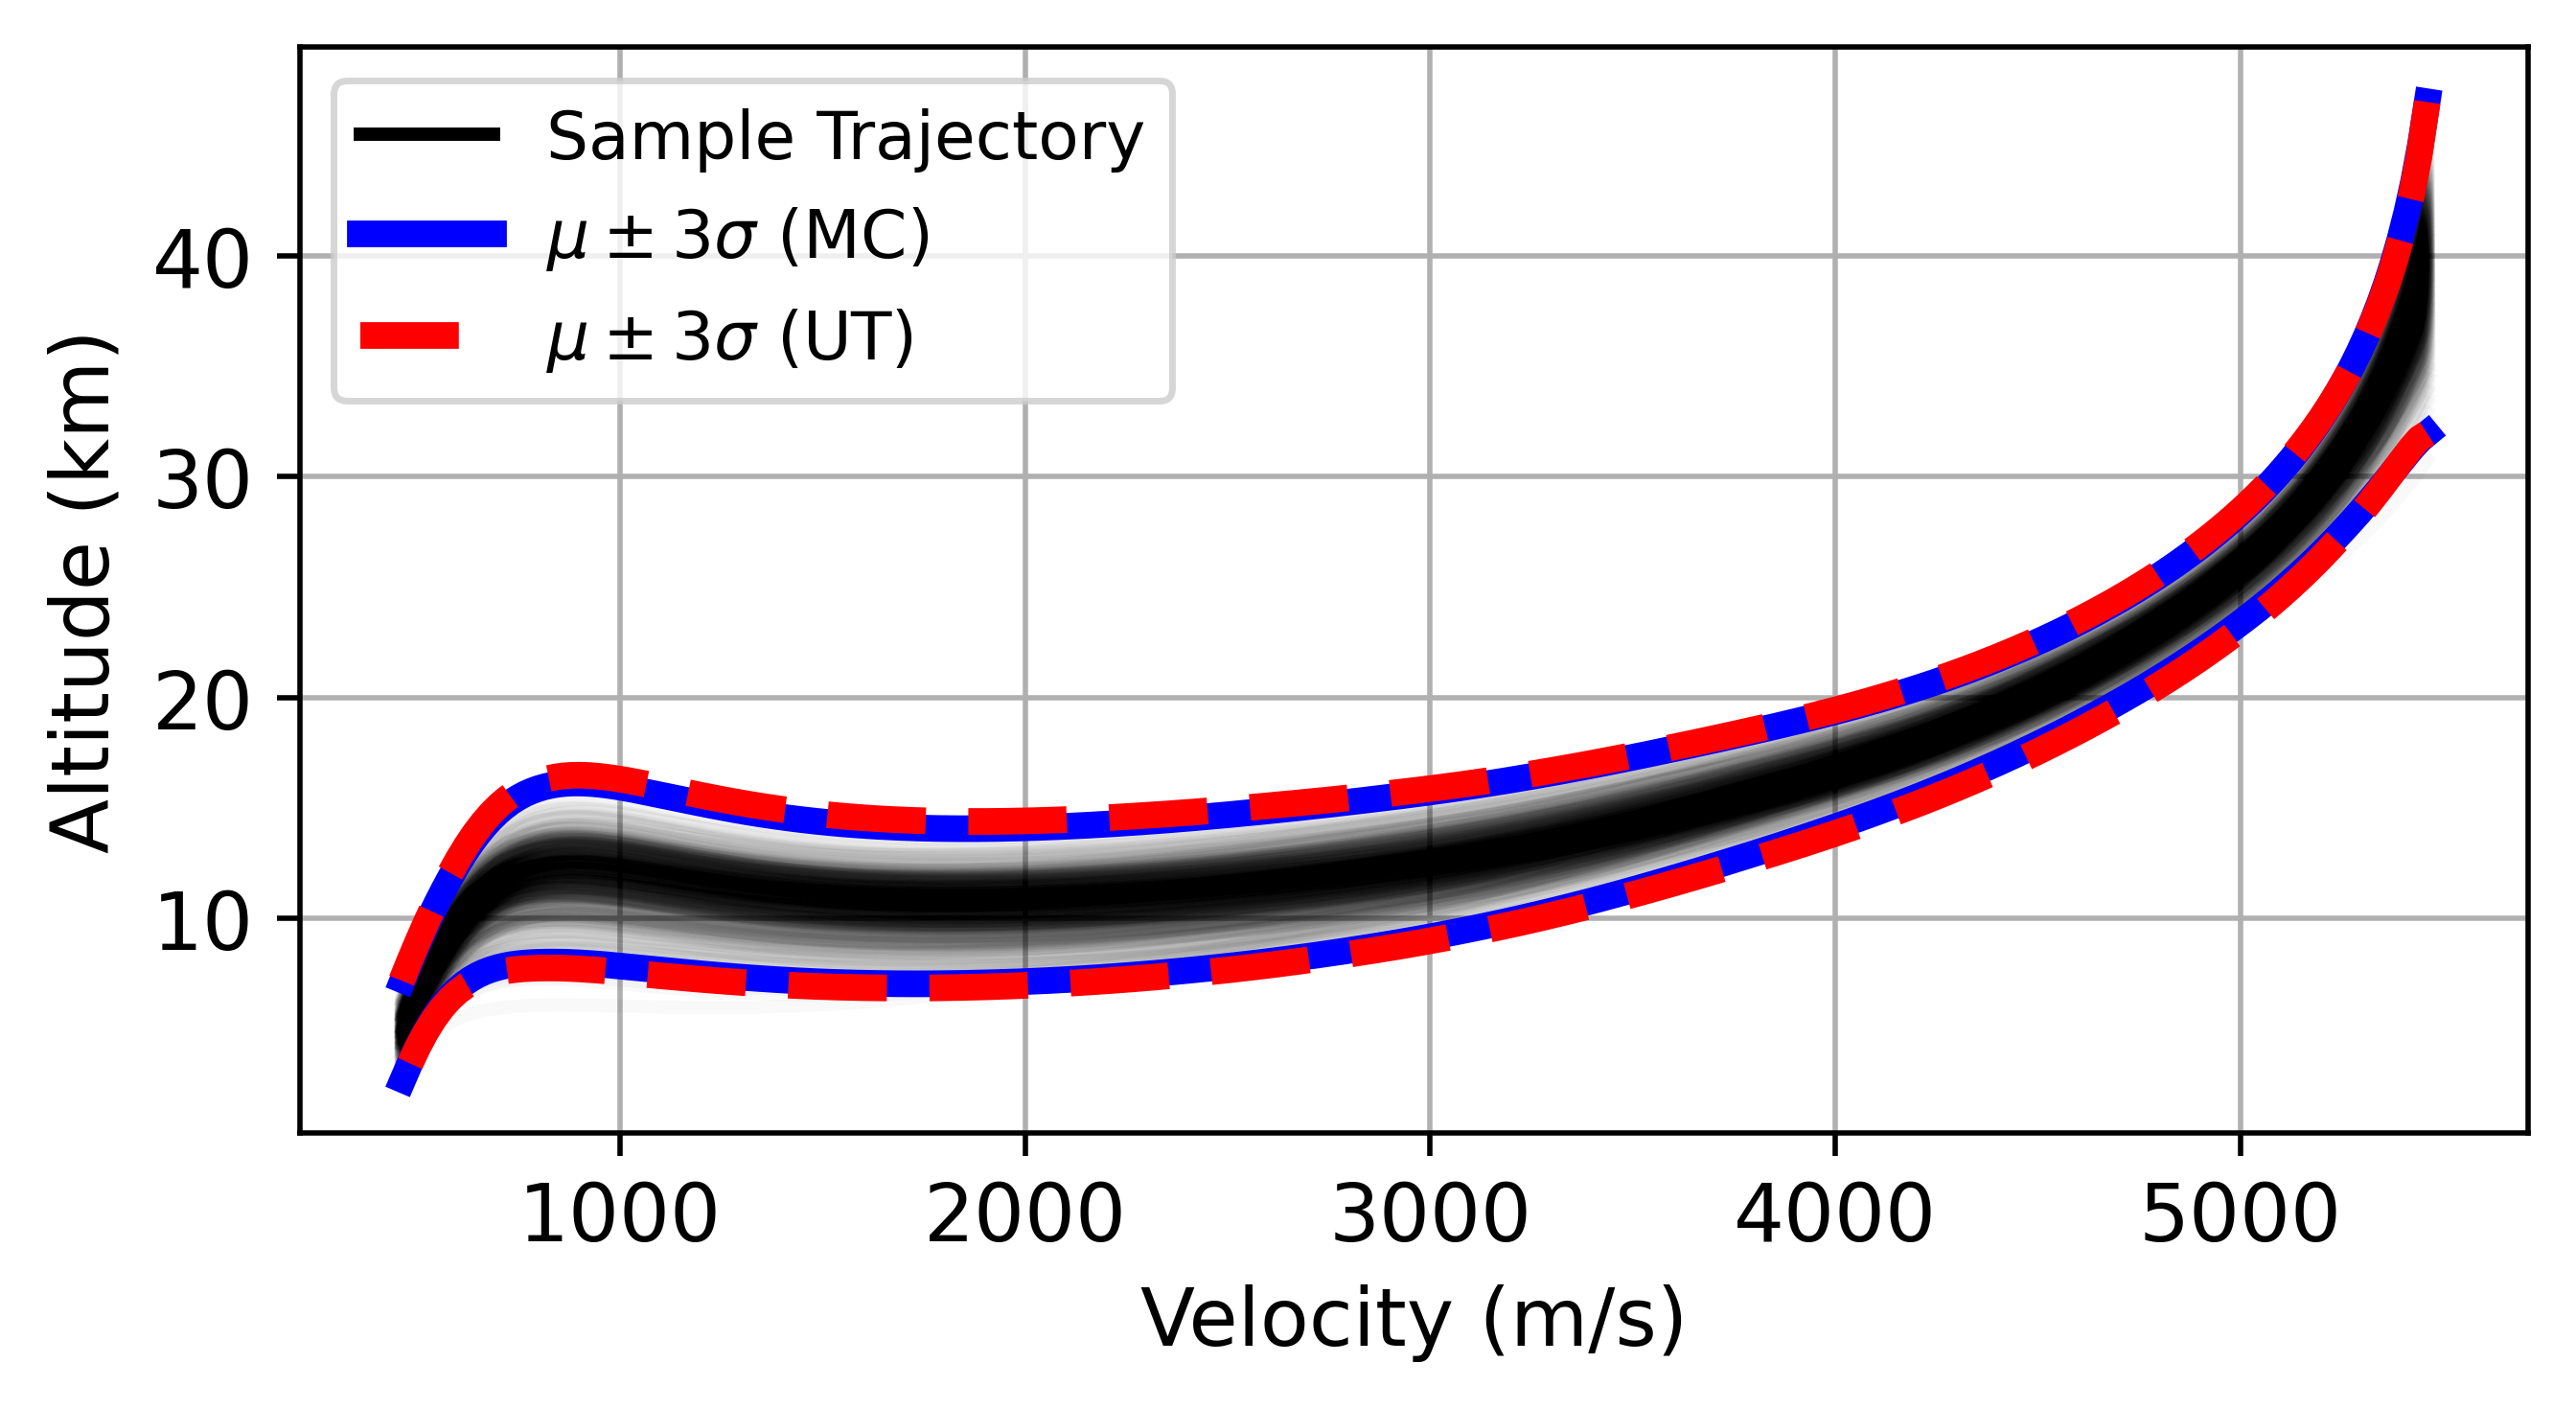 Sample Trajectory
μ ± 3σ (MC)
μ ± 3σ (UT)
Altitude (km)
40
30
20
10
1000 2000 3000 4000 5000
Velocity (m/s)